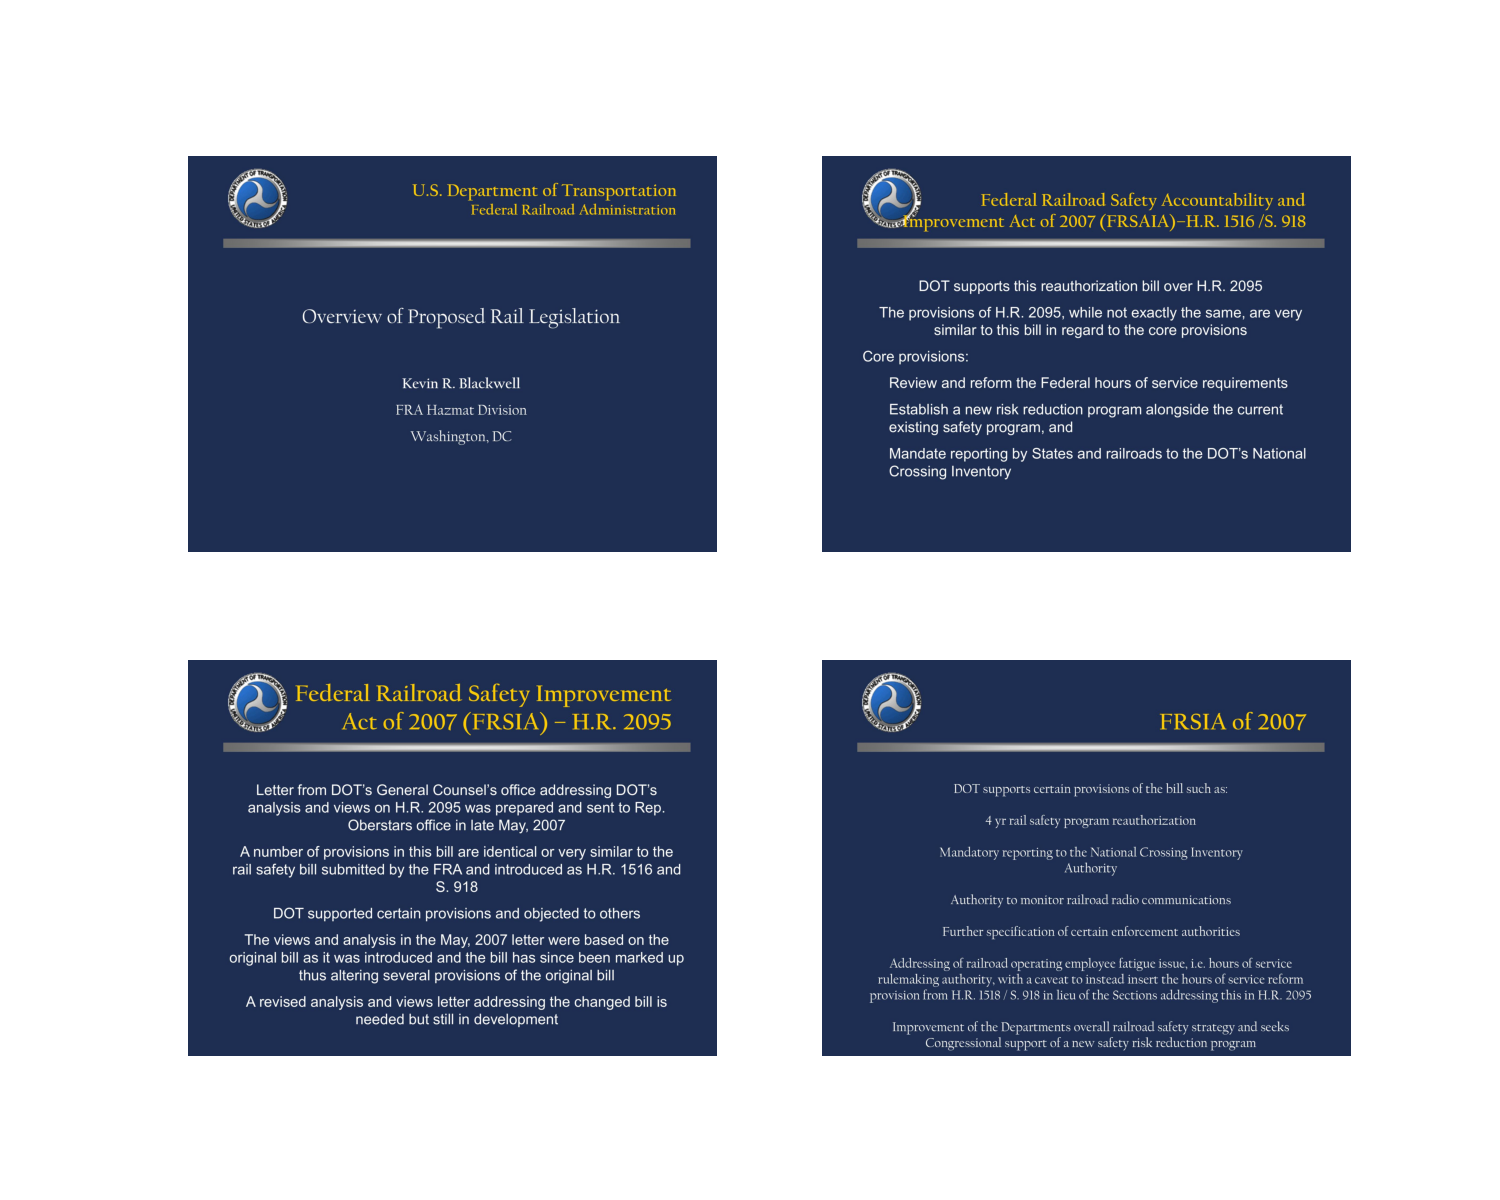 U.S. Department of Transportation
Federal Railroad Administration
Overview of Proposed Rail Legislation
Kevin R. Blackwell
FRA Hazmat Division
Washington, DC
Federal Railroad Safety Accountability and
Improvement Act of 2007 (FRSAIA)–H.R. 1516 /S. 918
DOT supports this reauthorization bill over H.R. 2095
The provisions of H.R. 2095, while not exactly the same, are very
similar to this bill in regard to the core provisions
Core provisions:
Review and reform the Federal hours of service requirements
Establish a new risk reduction program alongside the current
existing safety program, and
Mandate reporting by States and railroads to the DOT's National
Crossing Inventory
Federal Railroad Safety Improvement
Act of 2007 (FRSIA) – H.R. 2095
Letter from DOT's General Counsel's office addressing DOT's
analysis and views on H.R. 2095 was prepared and sent to Rep.
Oberstars office in late May, 2007
A number of provisions in this bill are identical or very similar to the
rail safety bill submitted by the FRA and introduced as H.R. 1516 and
S. 918
DOT supported certain provisions and objected to others
The views and analysis in the May, 2007 letter were based on the
original bill as it was introduced and the bill has since been marked up
thus altering several provisions of the original bill
A revised analysis and views letter addressing the changed bill is
needed but still in development
FRSIA of 2007
DOT supports certain provisions of the bill such as:
4 yr rail safety program reauthorization
Mandatory reporting to the National Crossing Inventory
Authority
Authority to monitor railroad radio communications
Further specification of certain enforcement authorities
Addressing of railroad operating employee fatigue issue, i.e. hours of service
rulemaking authority, with a caveat to instead insert the hours of service reform
provision from H.R. 1518 / S. 918 in lieu of the Sections addressing this in H.R. 2095
Improvement of the Departments overall railroad safety strategy and seeks
Congressional support of a new safety risk reduction program